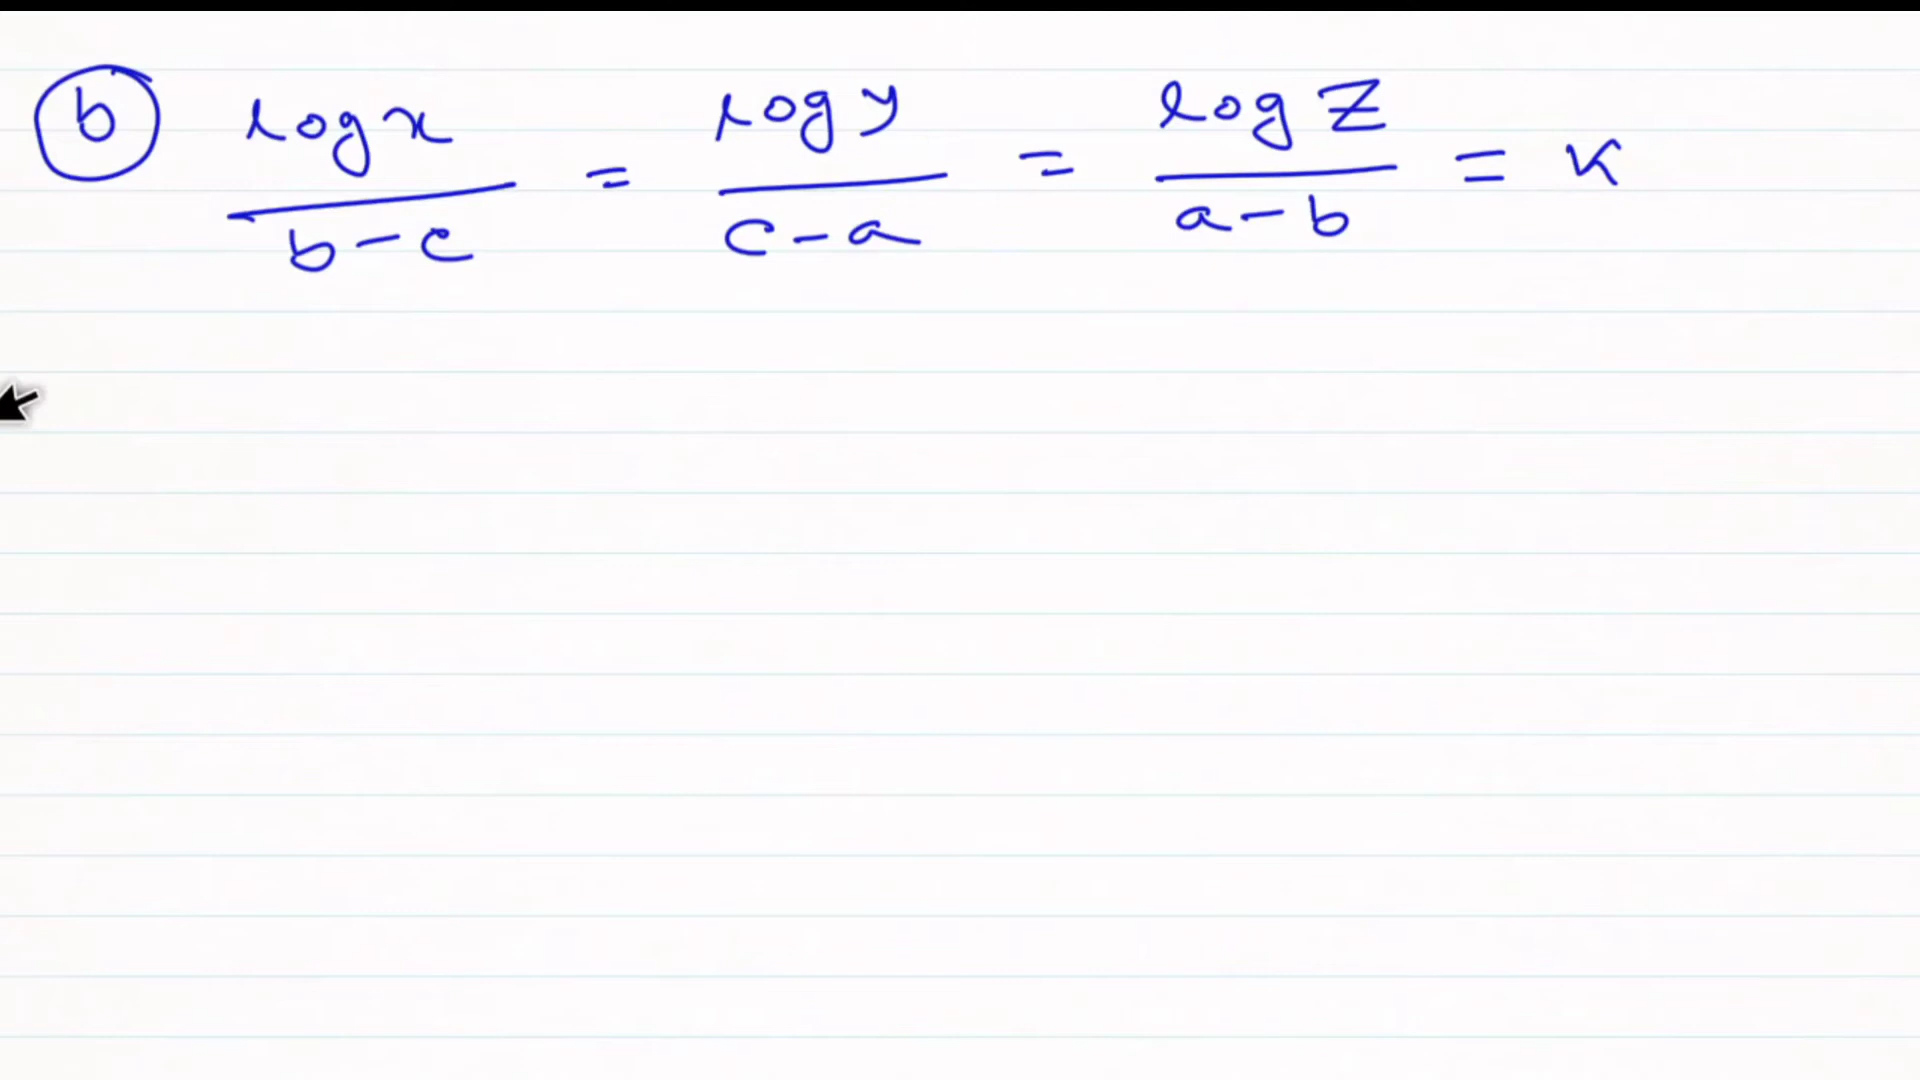 b log x / b - c = log y / c - a = log z / a - b = K